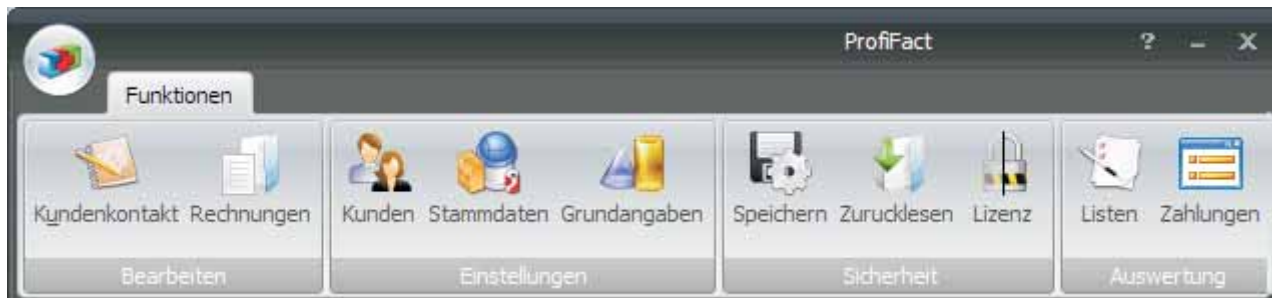 ProfiFact
Funktionen
Kundenkontakt Rechnungen Kunden Stammdaten Grundangaben Speichern Zurucklesen Lizenz Listen Zahlungen
Bearbeiten Einstellungen Sicherheit Auswertung